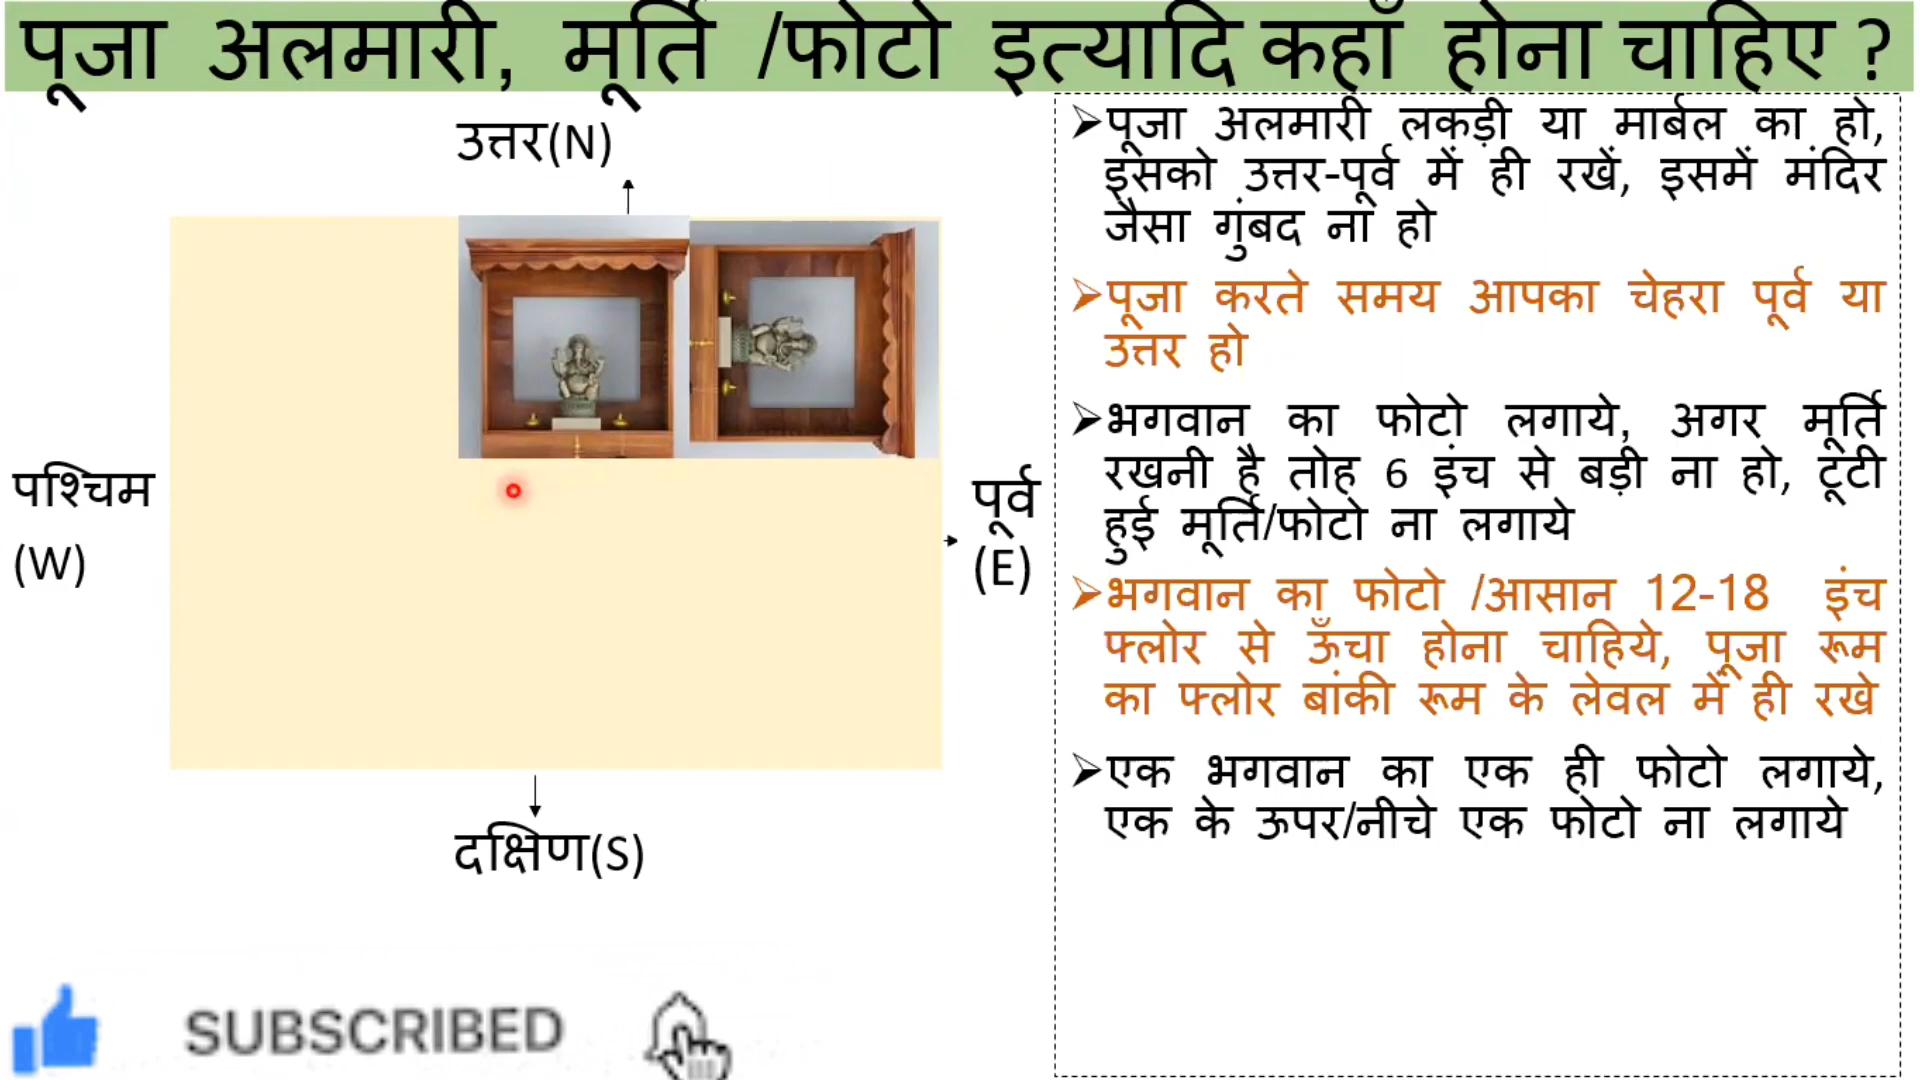 पूजा अलमारी, मूर्ति /फोटो इत्यादि कहाँ होना चाहिए ?
उत्तर(N)
पश्चिम
(W)
पूर्व
(E)
दक्षिण(S)
➢पूजा अलमारी लकड़ी या मार्बल का हो,
इसको उत्तर-पूर्व में ही रखें, इसमें मंदिर
जैसा गुंबद ना हो
➢पूजा करते समय आपका चेहरा पूर्व या
उत्तर हो
➢भगवान का फोटो लगाये, अगर मूर्ति
रखनी है तोह 6 इंच से बड़ी ना हो, टूटी
हुई मूर्ति/फोटो ना लगाये
➢भगवान का फोटो /आसान 12-18 इंच
फ्लोर से ऊँचा होना चाहिये, पूजा रूम
का फ्लोर बांकी रूम के लेवल में ही रखे
➢एक भगवान का एक ही फोटो लगाये,
एक के ऊपर/नीचे एक फोटो ना लगाये
SUBSCRIBED